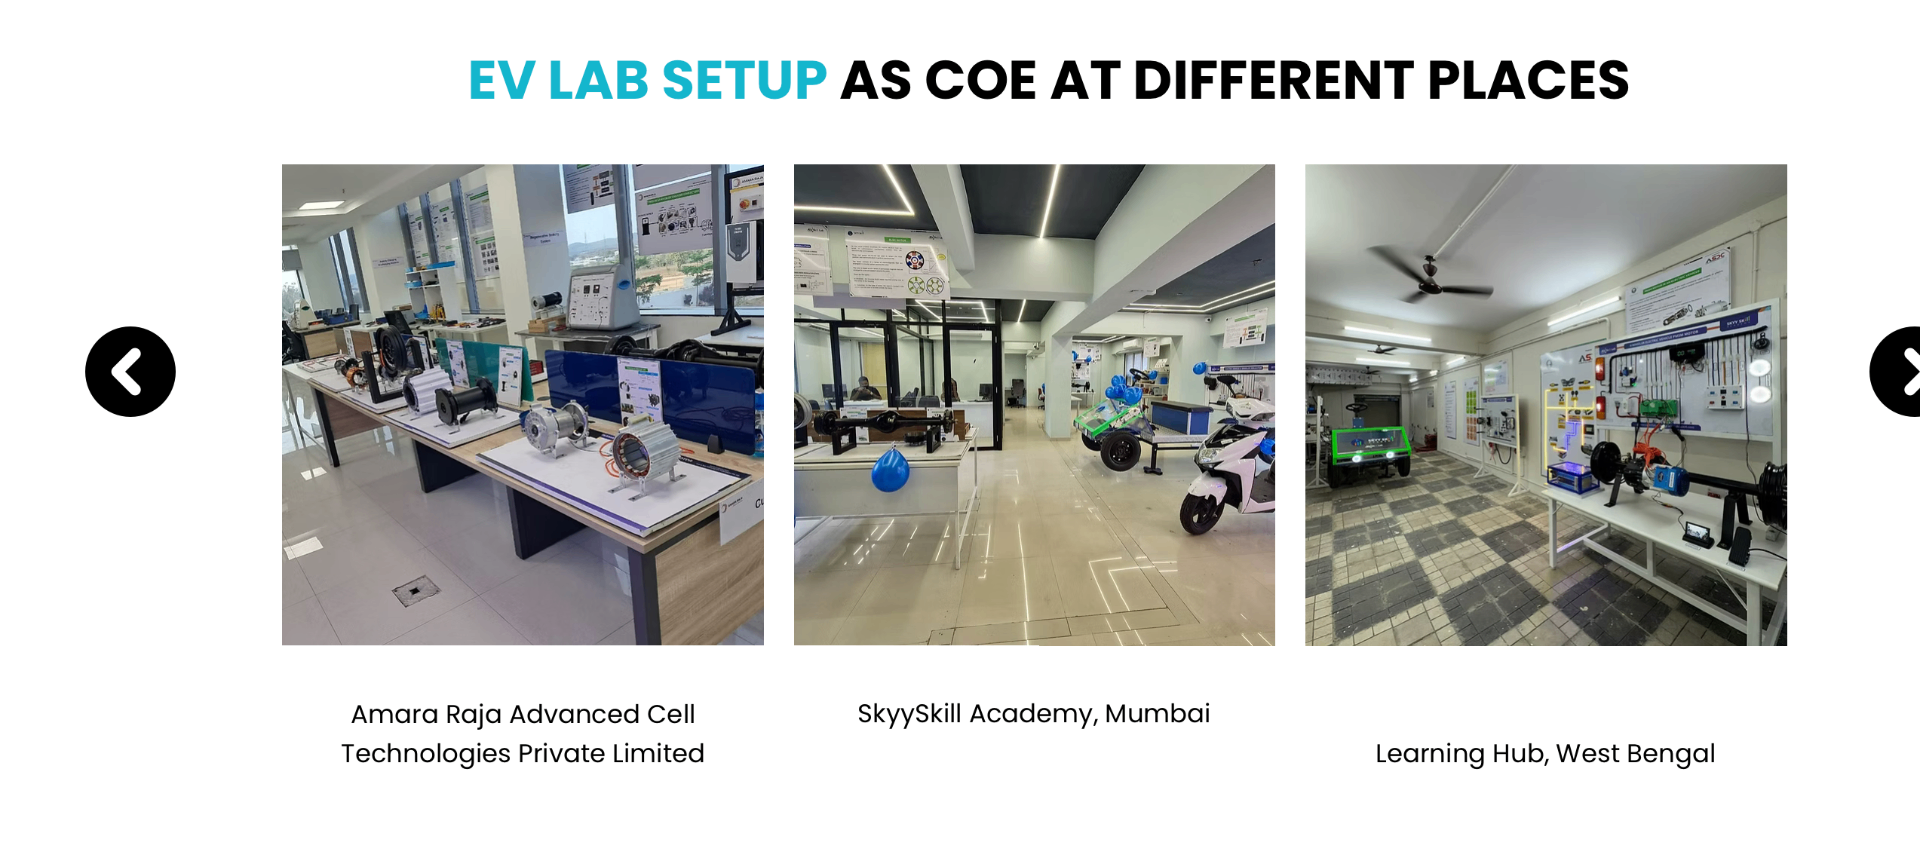 EV LAB SETUP AS COE AT DIFFERENT PLACES
Amara Raja Advanced Cell
Technologies Private Limited
SkyySkill Academy, Mumbai
Learning Hub, West Bengal